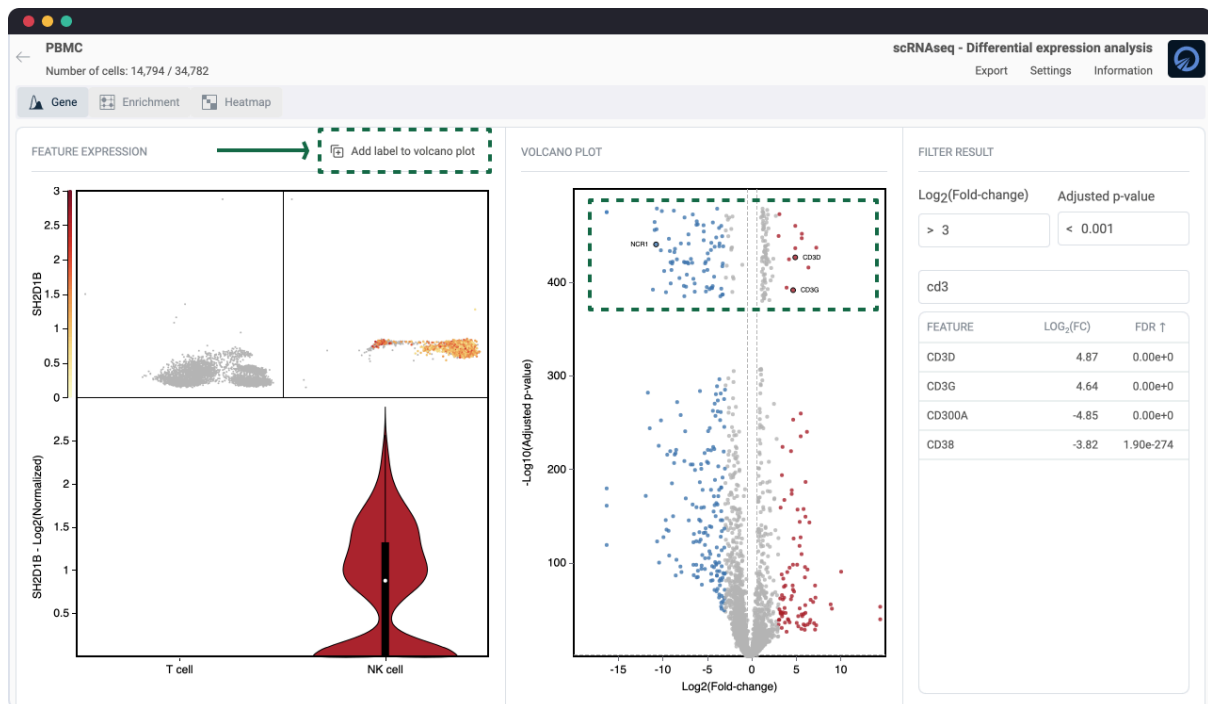 PBMC
Number of cells: 14,794 / 34,782
scRNAseq - Differential expression analysis
Export Settings Information
Gene Enrichment Heatmap
FEATURE EXPRESSION
Add label to volcano plot
3
2.5
2
1.5
1
0.5
0
SH2D1B
2.5
2
1.5
1
0.5
SH2D1B - Log2(Normalized)
T cell NK cell
VOLCANO PLOT
NCR1
CD3D
CD3G
400
300
200
100
-Log10(Adjusted p-value)
-15 -10 -5 0 5 10
Log2(Fold-change)
FILTER RESULT
Log2(Fold-change) Adjusted p-value
> 3 < 0.001
cd3
FEATURE LOG2(FC) FDR ↑
CD3D 4.87 0.00e+0
CD3G 4.64 0.00e+0
CD300A -4.85 0.00e+0
CD38 -3.82 1.90e-274